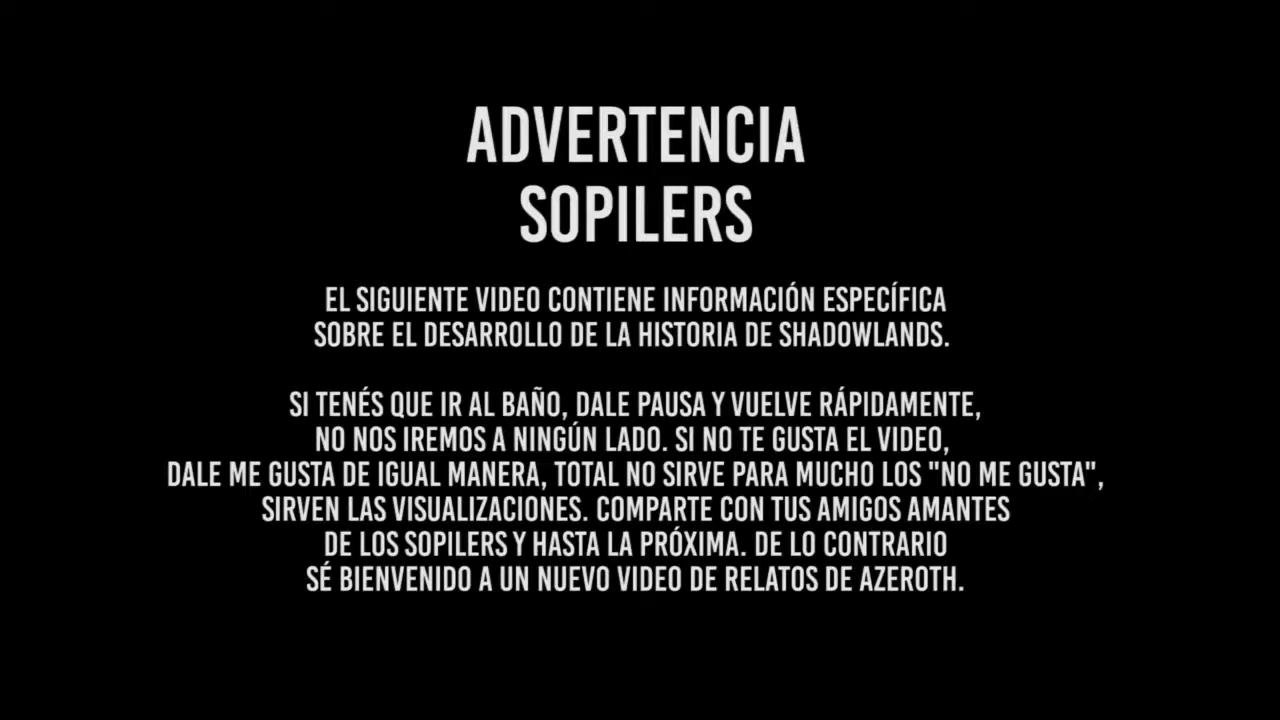 ADVERTENCIA
SOPILERS
EL SIGUIENTE VIDEO CONTIENE INFORMACIÓN ESPECÍFICA
SOBRE EL DESARROLLO DE LA HISTORIA DE SHADOWLANDS.
SI TENÉS QUE IR AL BAÑO, DALE PAUSA Y VUELVE RÁPIDAMENTE,
NO NOS IREMOS A NINGÚN LADO. SI NO TE GUSTA EL VIDEO,
DALE ME GUSTA DE IGUAL MANERA, TOTAL NO SIRVE PARA MUCHO LOS "NO ME GUSTA",
SIRVEN LAS VISUALIZACIONES. COMPARTE CON TUS AMIGOS AMANTES
DE LOS SOPILERS Y HASTA LA PRÓXIMA. DE LO CONTRARIO
SÉ BIENVENIDO A UN NUEVO VIDEO DE RELATOS DE AZEROTH.